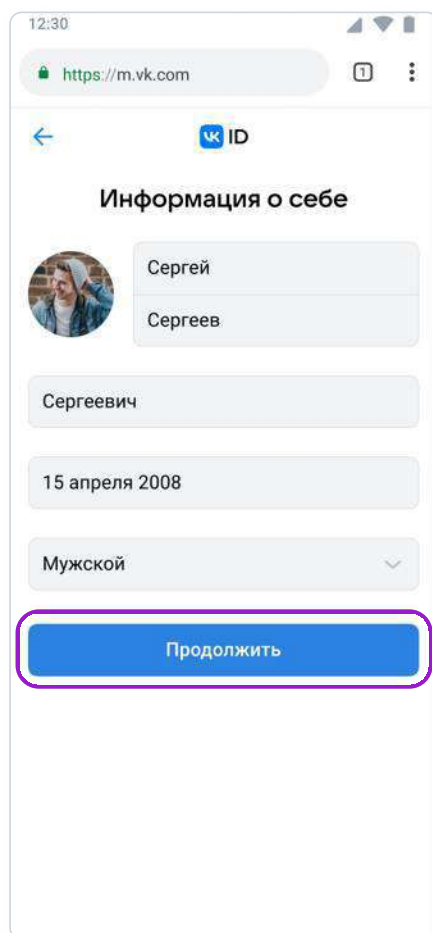 12:30
https://m.vk.com
1
VK ID
Информация о себе
Сергей
Сергеев
Сергеевич
15 апреля 2008
Мужской
Продолжить